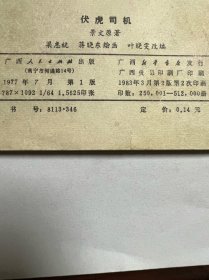 伏虎司机
景文原著
梁惠统 蒋晓东绘画 叶晓雯改编
广西人民出版社出版 广西新华书店发行
(南宁市河堤路14号) 广西民族印刷厂印刷
1977年7月第1版 1983年3月第2版第2次印刷
787×1092 1/64 1.5625印张 印数:250,001—512,000册
书号:8113·346 定价:0.14元